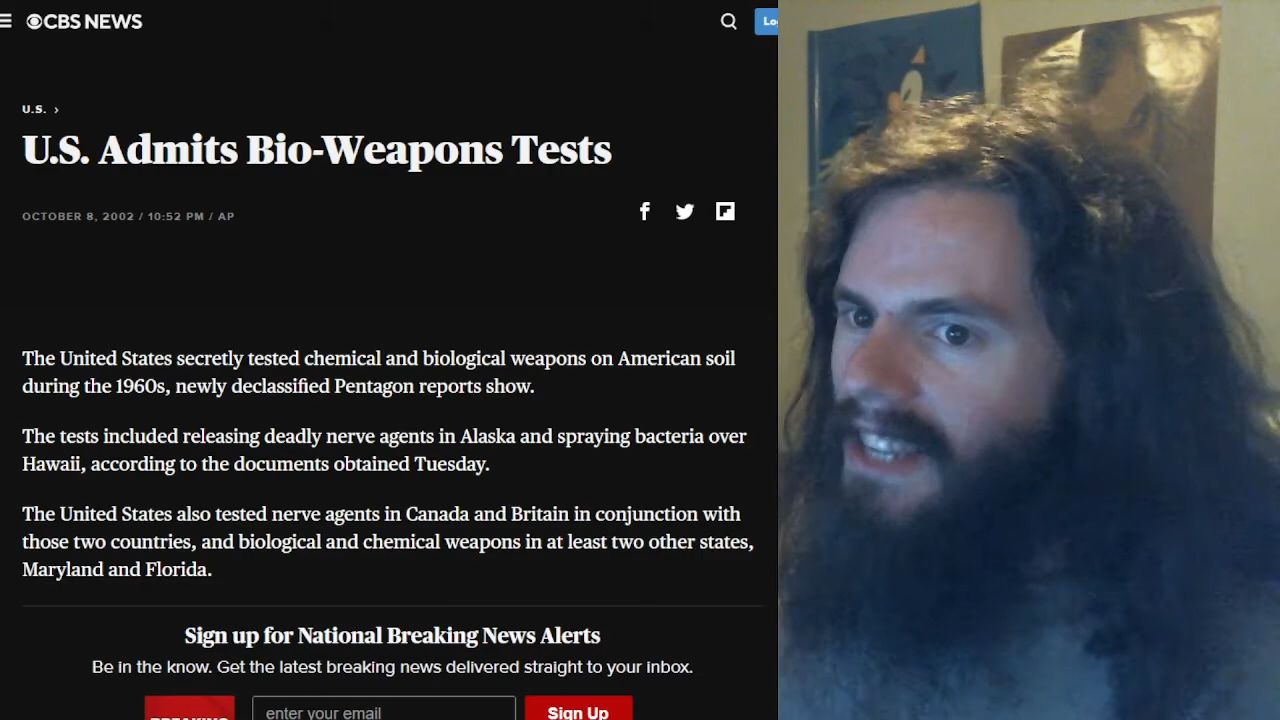 CBS NEWS
U.S. ›
U.S. Admits Bio-Weapons Tests
OCTOBER 8, 2002 / 10:52 PM / AP
The United States secretly tested chemical and biological weapons on American soil
during the 1960s, newly declassified Pentagon reports show.
The tests included releasing deadly nerve agents in Alaska and spraying bacteria over
Hawaii, according to the documents obtained Tuesday.
The United States also tested nerve agents in Canada and Britain in conjunction with
those two countries, and biological and chemical weapons in at least two other states,
Maryland and Florida.
Sign up for National Breaking News Alerts
Be in the know. Get the latest breaking news delivered straight to your inbox.
BREAKING
enter your email
Sign Up